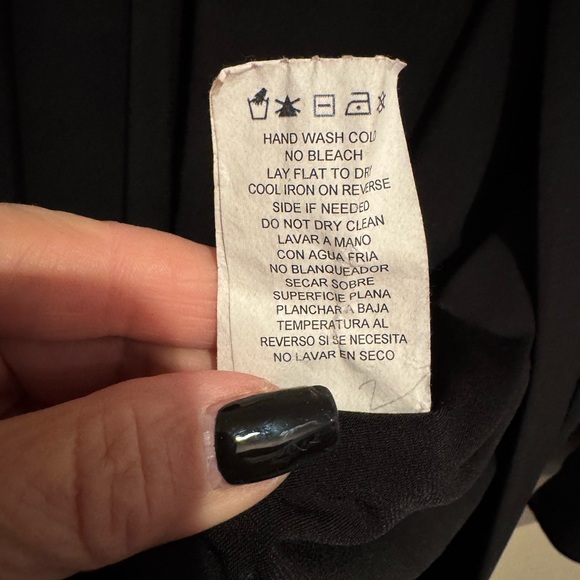 HAND WASH COLD
NO BLEACH
LAY FLAT TO DRY
COOL IRON ON REVERSE
SIDE IF NEEDED
DO NOT DRY CLEAN
LAVAR A MANO
CON AGUA FRIA
NO BLANQUEADOR
SECAR SOBRE
SUPERFICIE PLANA
PLANCHAR A BAJA
TEMPERATURA AL
REVERSO SI SE NECESITA
NO LAVAR EN SECO
2